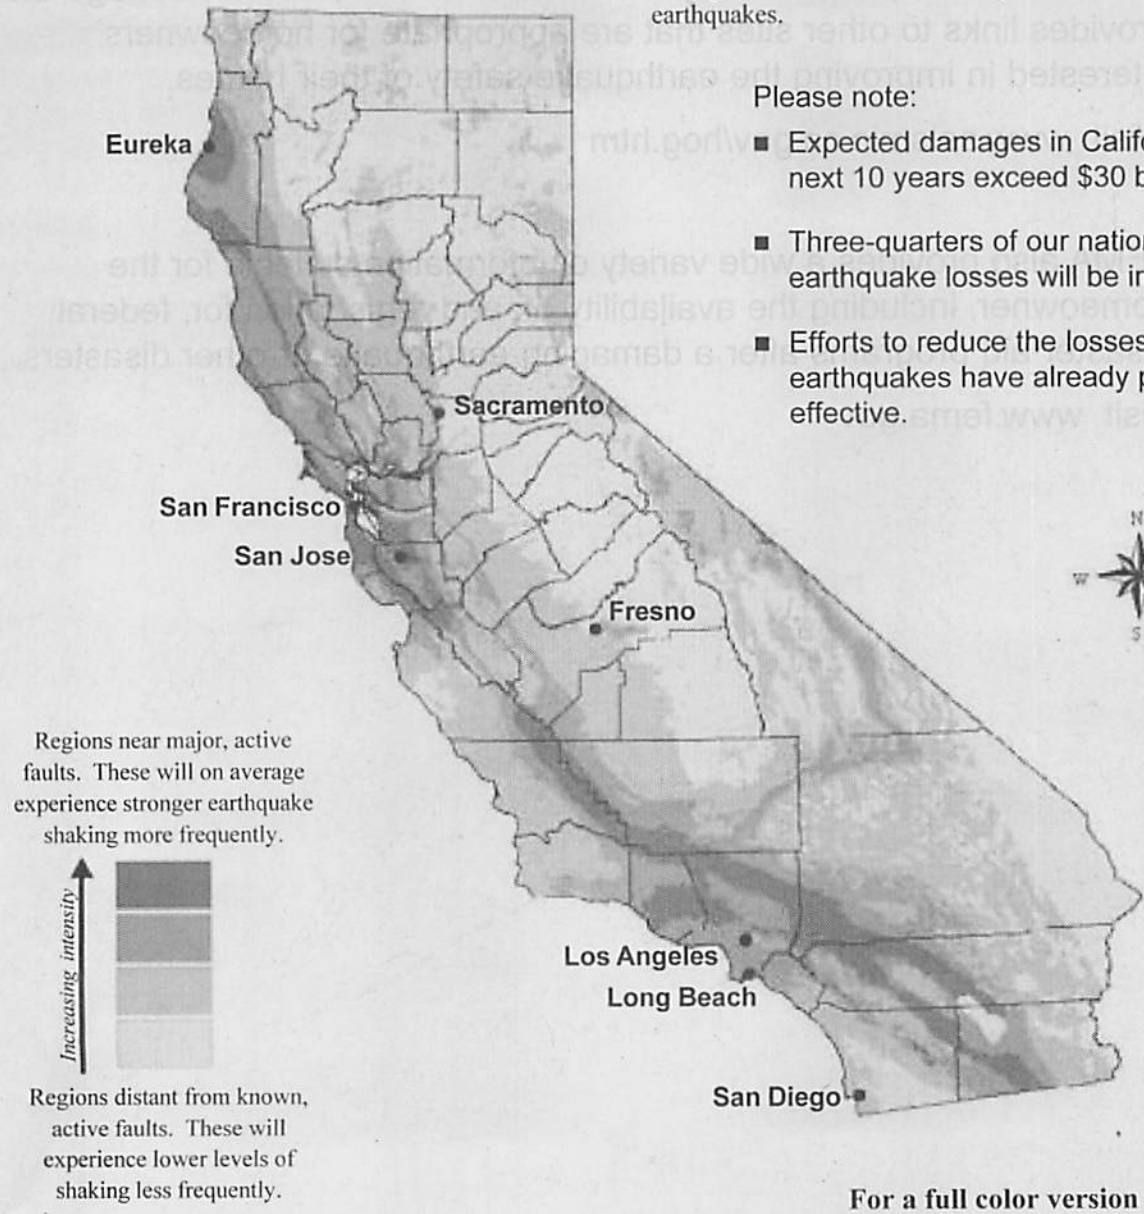 earthquakes.
Please note:
■ Expected damages in Califo
next 10 years exceed $30 b
■ Three-quarters of our nation
earthquake losses will be in
■ Efforts to reduce the losses
earthquakes have already p
effective.
Eureka
Sacramento
San Francisco
San Jose
Fresno
N
W
S
Regions near major, active
faults. These will on average
experience stronger earthquake
shaking more frequently.
Increasing intensity
Regions distant from known,
active faults. These will
experience lower levels of
shaking less frequently.
Los Angeles
Long Beach
San Diego
For a full color version